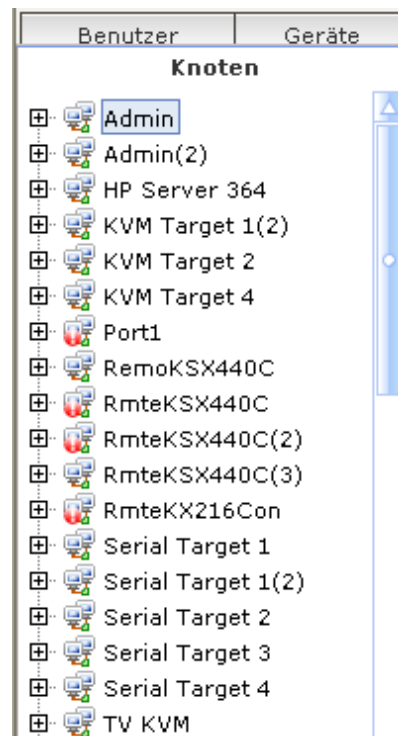 Benutzer Geräte
Knoten
Admin
Admin(2)
HP Server 364
KVM Target 1(2)
KVM Target 2
KVM Target 4
Port1
RemoKSX440C
RmteKSX440C
RmteKSX440C(2)
RmteKSX440C(3)
RmteKX216Con
Serial Target 1
Serial Target 1(2)
Serial Target 2
Serial Target 3
Serial Target 4
TV KVM